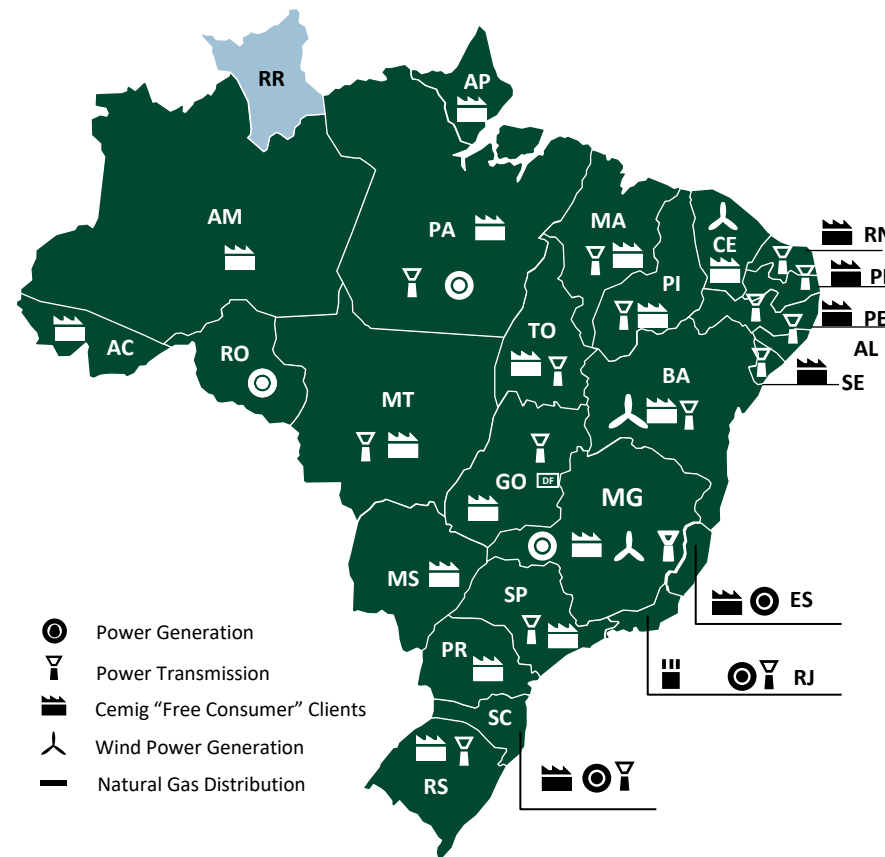 RR
AP
AM
PA
MA
CE
RN
PI
PB
PE
AL
SE
AC
RO
TO
BA
MT
GO
DF
MG
MS
SP
ES
PR
RJ
SC
RS
Power Generation
Power Transmission
Cemig “Free Consumer” Clients
Wind Power Generation
Natural Gas Distribution